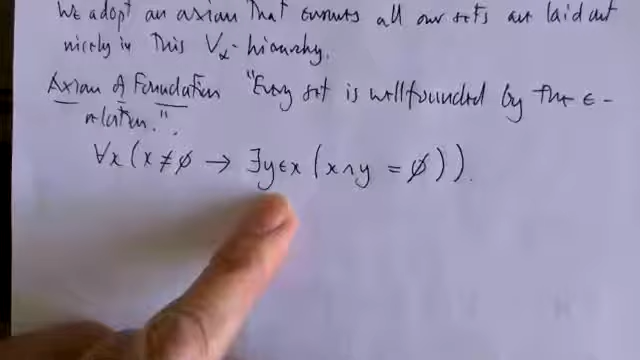 We adopt an axiom that ensures all our sets are laid out
nicely in this Vα-hierarchy.
Axiom of Foundation "Every set is wellfounded by the ∈-
relation.".
∀x(x≠∅ → ∃y∈x (x∩y = ∅)).